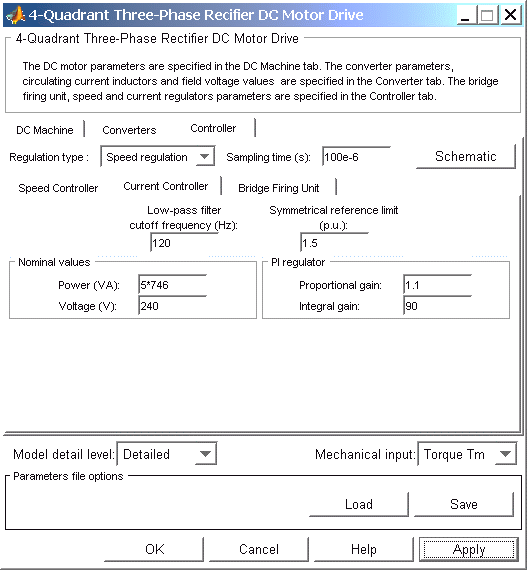 4-Quadrant Three-Phase Recifier DC Motor Drive
4-Quadrant Three-Phase Recifier DC Motor Drive
The DC motor parameters are specified in the DC Machine tab. The converter parameters,
circulating current inductors and field voltage values are specified in the Converter tab. The bridge
firing unit, speed and current regulators parameters are specified in the Controller tab.
DC Machine Converters Controller
Regulation type : Speed regulation Sampling time (s): 100e-6 Schematic
Speed Controller Current Controller Bridge Firing Unit
Low-pass filter Symmetrical reference limit
cutoff frequency (Hz): (p.u.):
120 1.5
Nominal values PI regulator
Power (VA): 5*746 Proportional gain: 1.1
Voltage (V): 240 Integral gain: 90
Model detail level: Detailed Mechanical input: Torque Tm
Parameters file options
Load Save
OK Cancel Help Apply